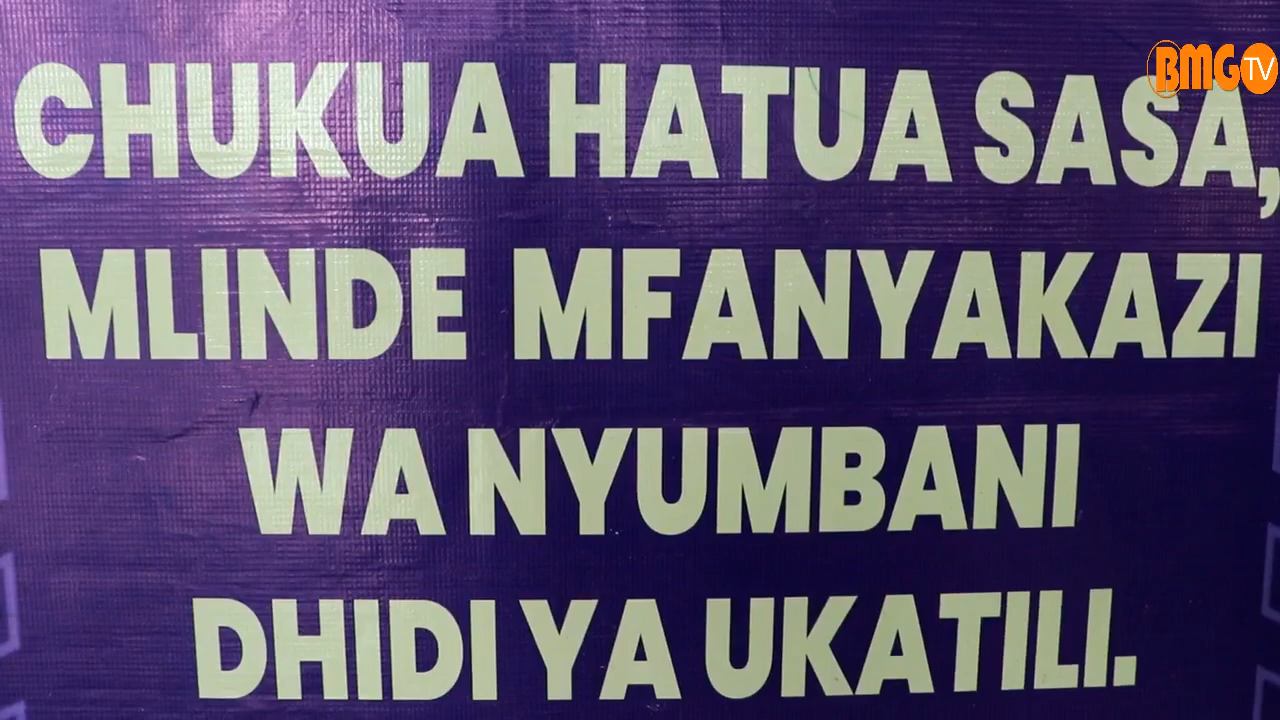 BMG TV
CHUKUA HATUA SASA,
MLINDE MFANYAKAZI
WA NYUMBANI
DHIDI YA UKATILI.